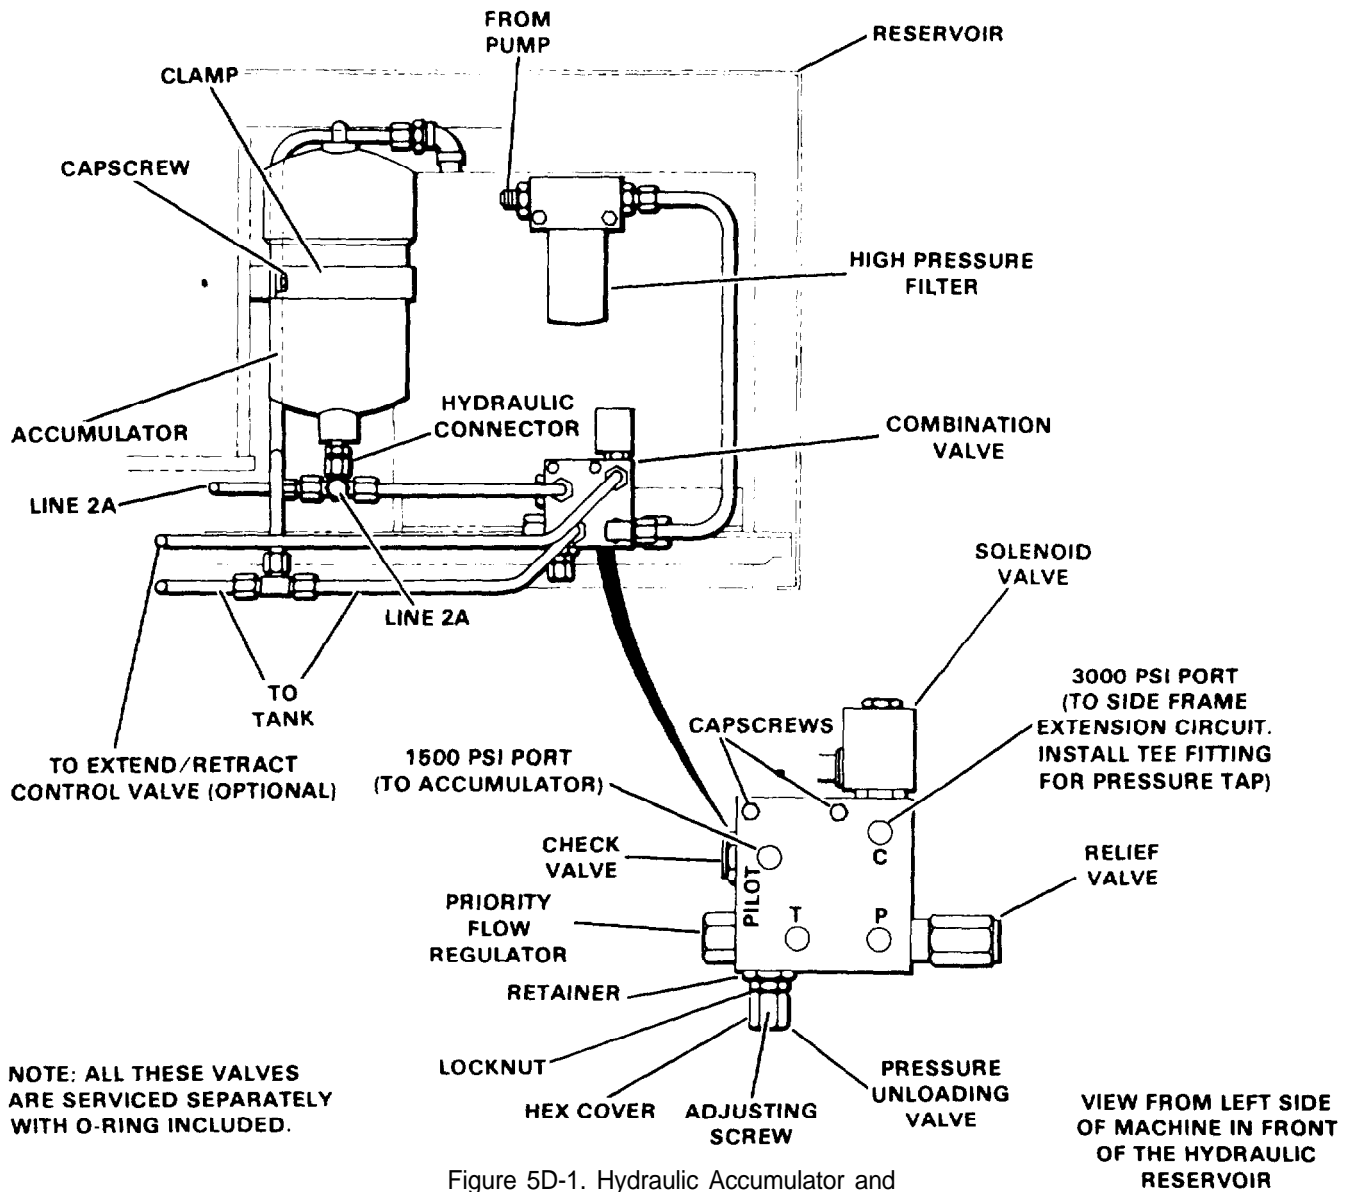 FROM
PUMP
RESERVOIR
CLAMP
CAPSCREW
HIGH PRESSURE
FILTER
HYDRAULIC
CONNECTOR
COMBINATION
VALVE
ACCUMULATOR
LINE 2A
LINE 2A
SOLENOID
VALVE
TO
TANK
3000 PSI PORT
(TO SIDE FRAME
EXTENSION CIRCUIT.
INSTALL TEE FITTING
FOR PRESSURE TAP)
CAPSCREWS
TO EXTEND/RETRACT
CONTROL VALVE (OPTIONAL)
1500 PSI PORT
(TO ACCUMULATOR)
CHECK
VALVE
C
RELIEF
VALVE
PILOT
PRIORITY
FLOW
REGULATOR
T
P
RETAINER
LOCKNUT
HEX COVER
ADJUSTING
SCREW
PRESSURE
UNLOADING
VALVE
NOTE: ALL THESE VALVES
ARE SERVICED SEPARATELY
WITH O-RING INCLUDED.
VIEW FROM LEFT SIDE
OF MACHINE IN FRONT
OF THE HYDRAULIC
RESERVOIR
Figure 5D-1. Hydraulic Accumulator and